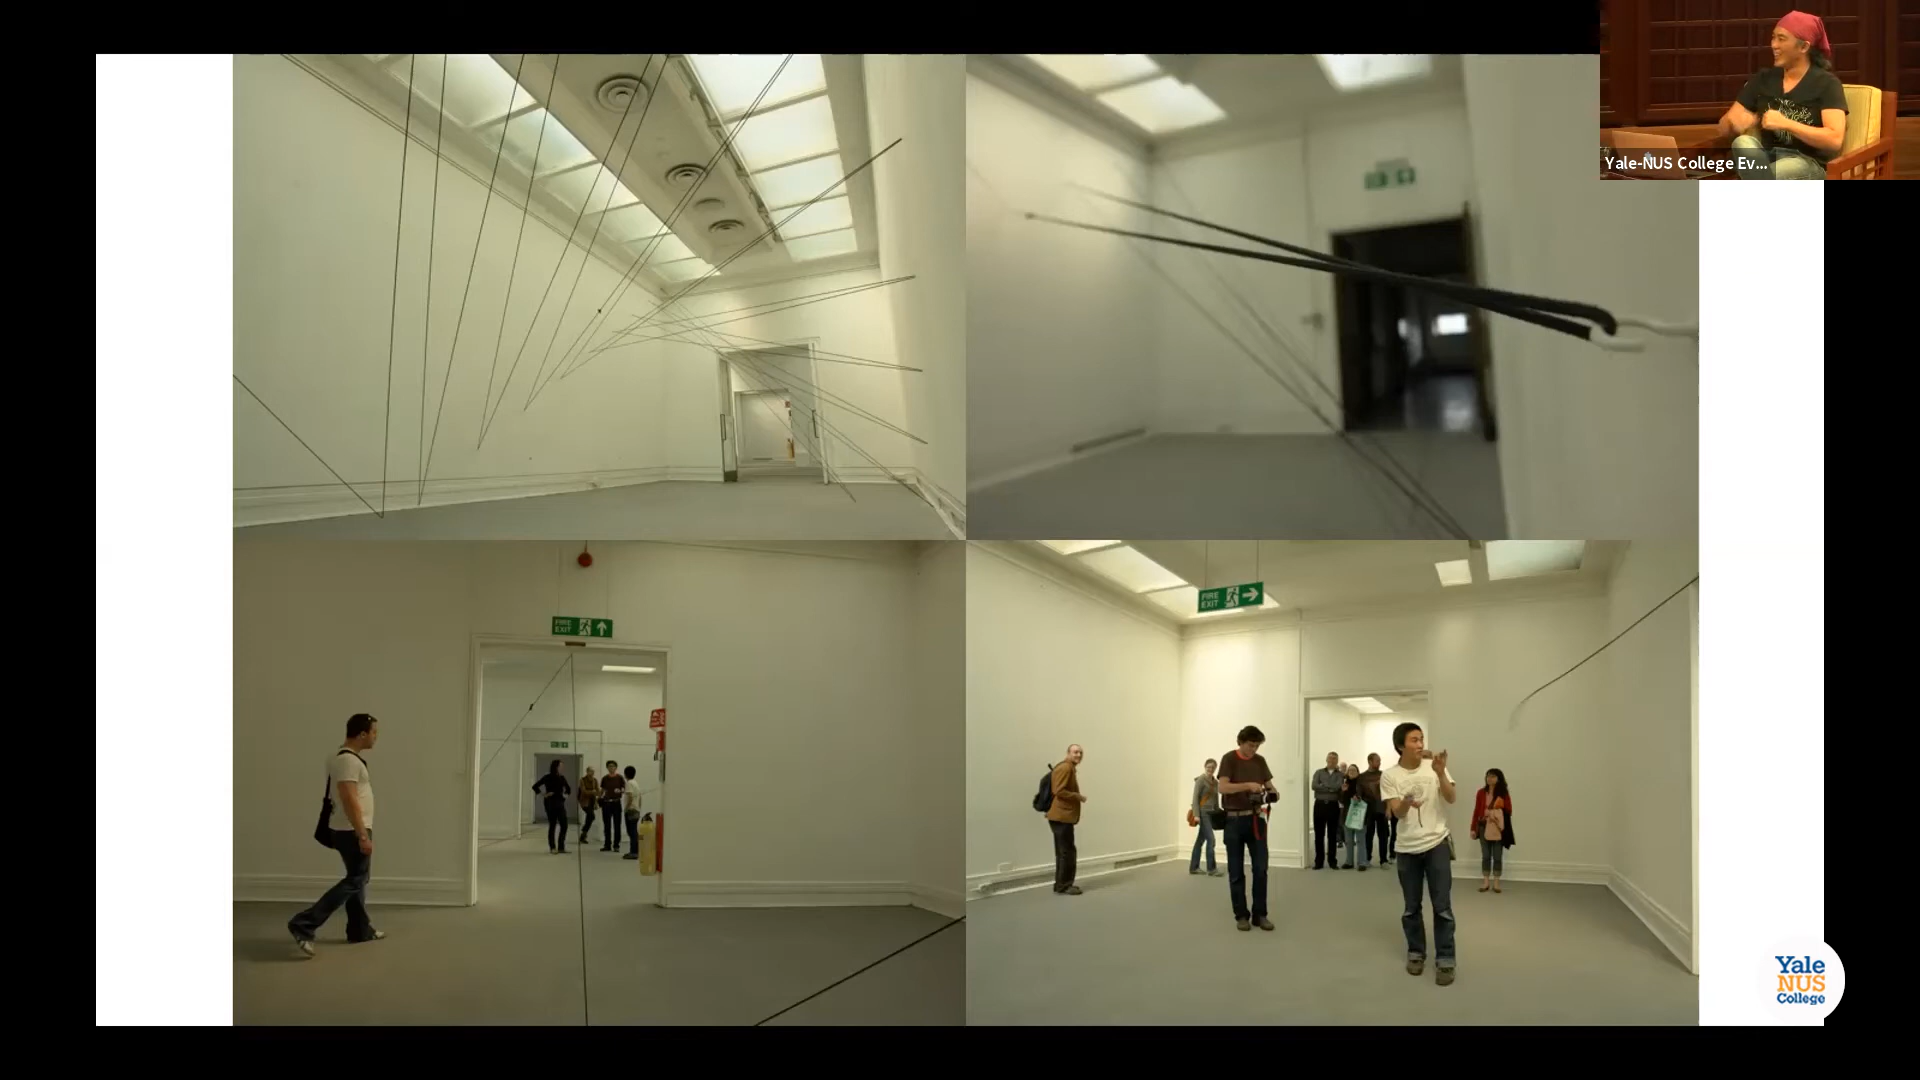 Yale-NUS College Ev...
FIRE
EXIT
FIRE
EXIT
Yale
NUS
College